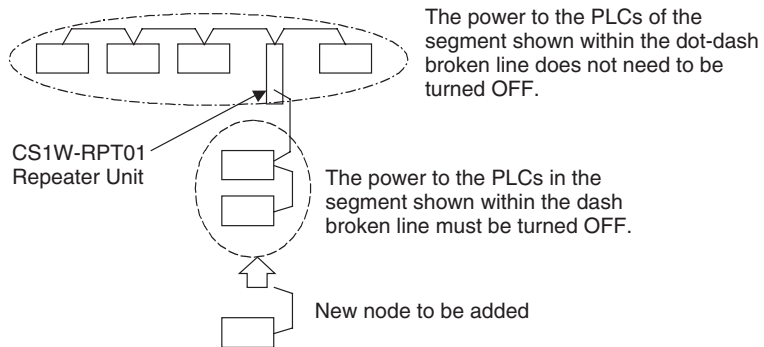 The power to the PLCs of the
segment shown within the dot-dash
broken line does not need to be
turned OFF.
CS1W-RPT01
Repeater Unit
The power to the PLCs in the
segment shown within the dash
broken line must be turned OFF.
New node to be added